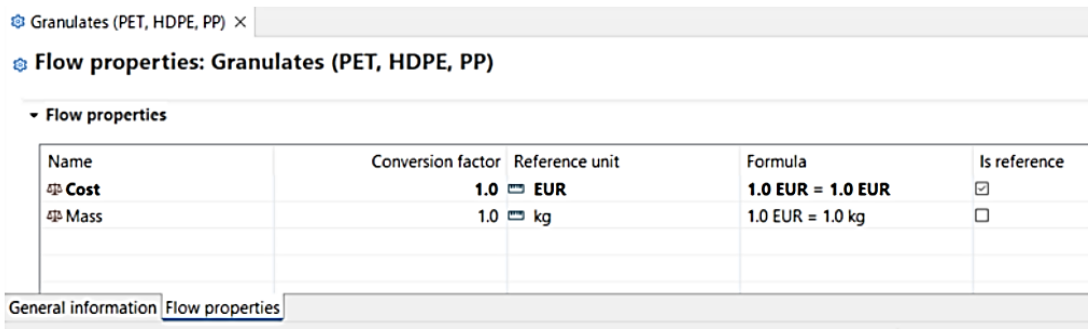 Granulates (PET, HDPE, PP)
Flow properties: Granulates (PET, HDPE, PP)
Flow properties
Name Conversion factor Reference unit Formula Is reference
Cost 1.0 EUR 1.0 EUR = 1.0 EUR
Mass 1.0 kg 1.0 EUR = 1.0 kg
General information Flow properties